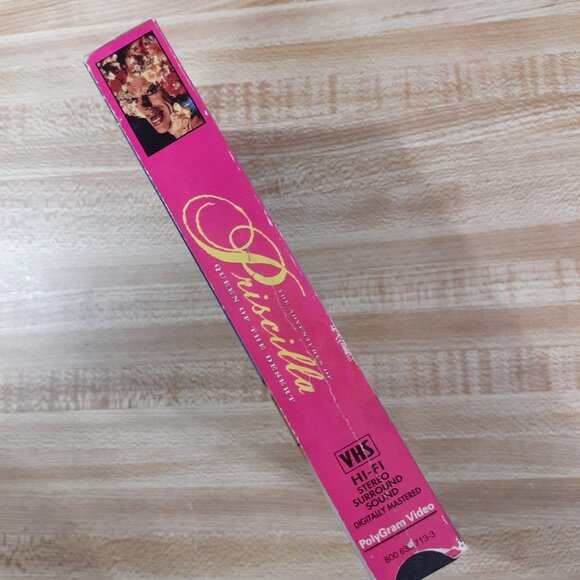 THE ADVENTURES OF
Priscilla
QUEEN OF THE DESERT
VHS
HI-FI
STEREO
SURROUND
SOUND
DIGITALLY MASTERED
PolyGram Video